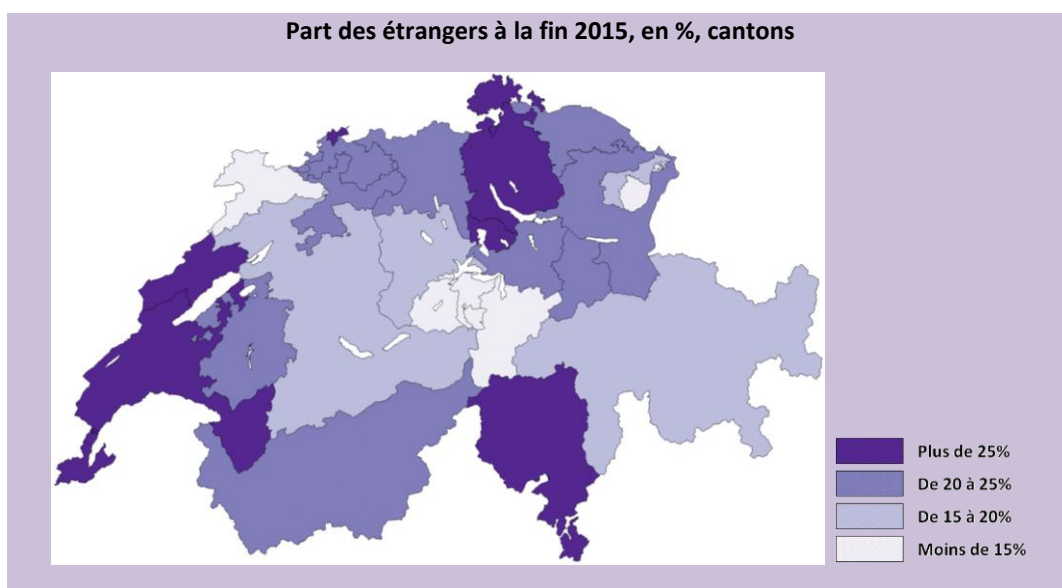 Part des étrangers à la fin 2015, en %, cantons
Plus de 25%
De 20 à 25%
De 15 à 20%
Moins de 15%